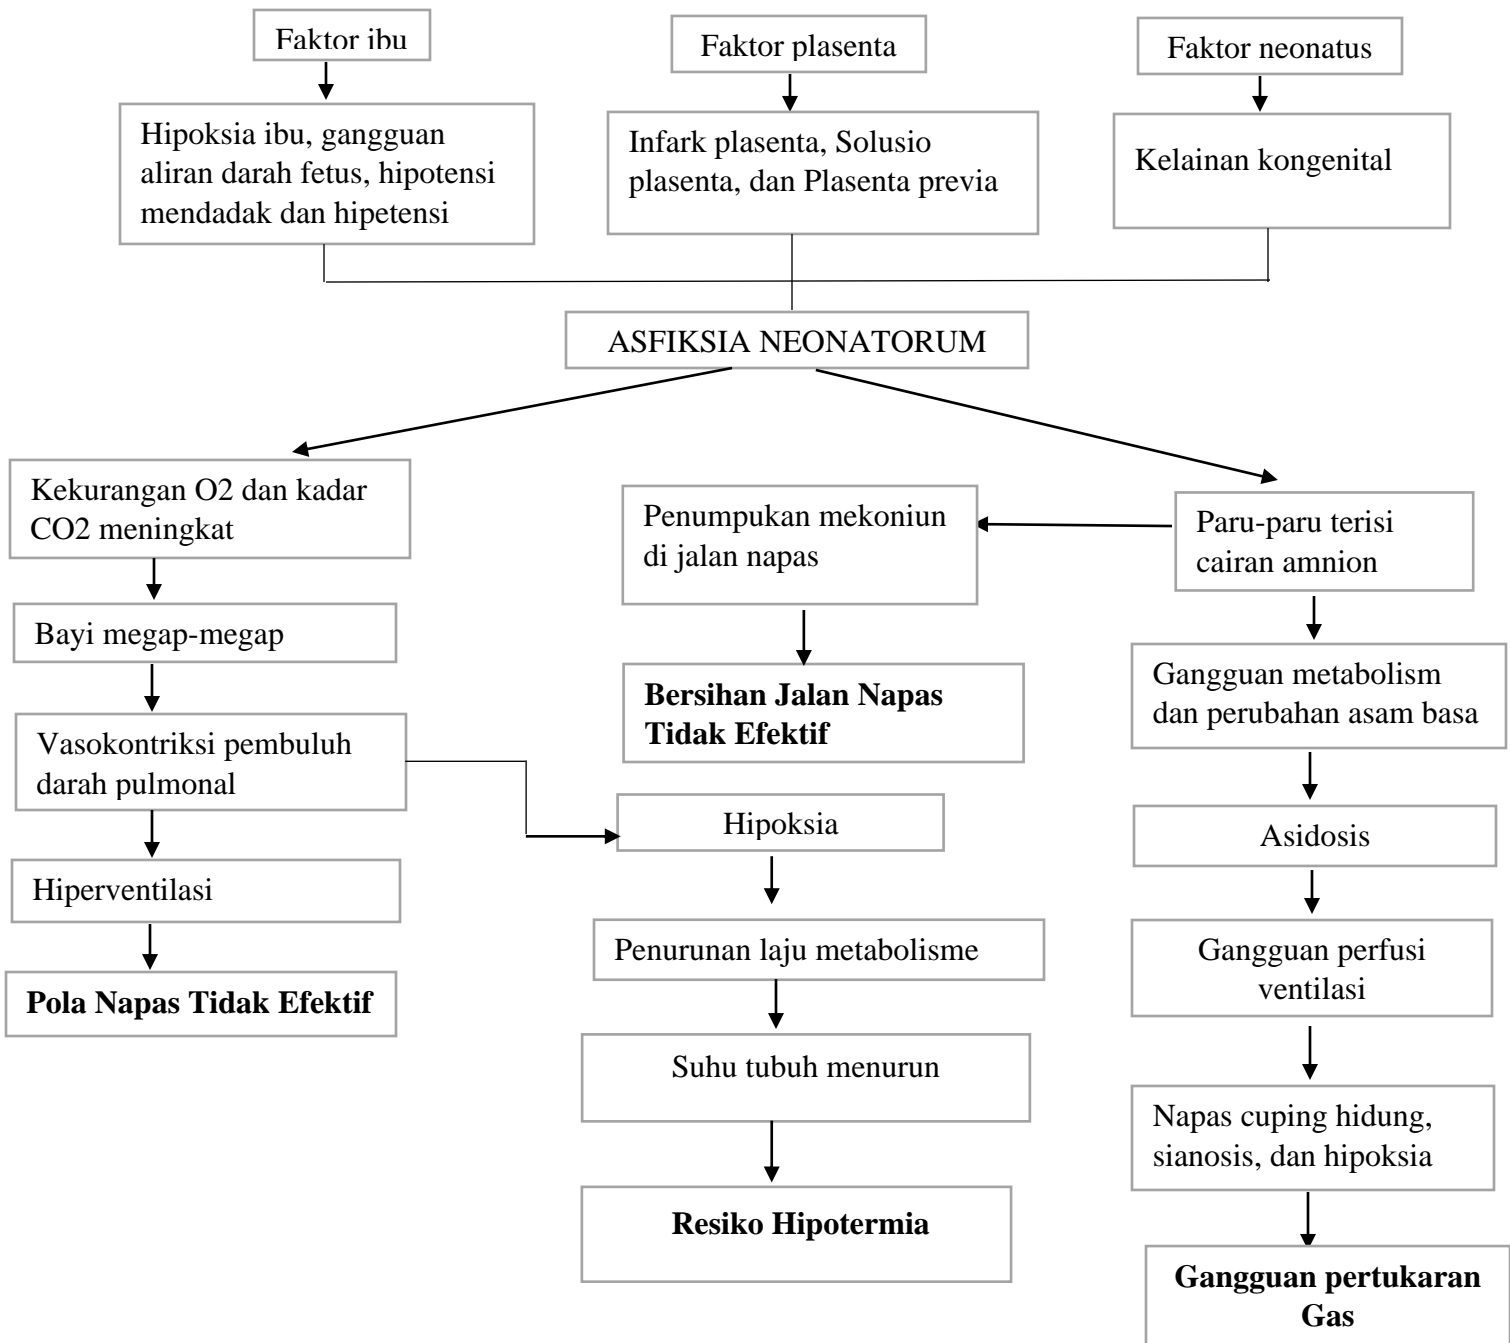 Faktor ibu
Faktor plasenta
Faktor neonatus
Hipoksia ibu, gangguan
aliran darah fetus, hipotensi
mendadak dan hipetensi
Infark plasenta, Solusio
plasenta, dan Plasenta previa
Kelainan kongenital
ASFIKSIA NEONATORUM
Kekurangan O2 dan kadar
CO2 meningkat
Penumpukan mekoniun
di jalan napas
Paru-paru terisi
cairan amnion
Bayi megap-megap
Bersihan Jalan Napas
Tidak Efektif
Gangguan metabolism
dan perubahan asam basa
Vasokontriksi pembuluh
darah pulmonal
Hipoksia
Asidosis
Hiperventilasi
Penurunan laju metabolisme
Gangguan perfusi
ventilasi
Pola Napas Tidak Efektif
Suhu tubuh menurun
Napas cuping hidung,
sianosis, dan hipoksia
Resiko Hipotermia
Gangguan pertukaran
Gas